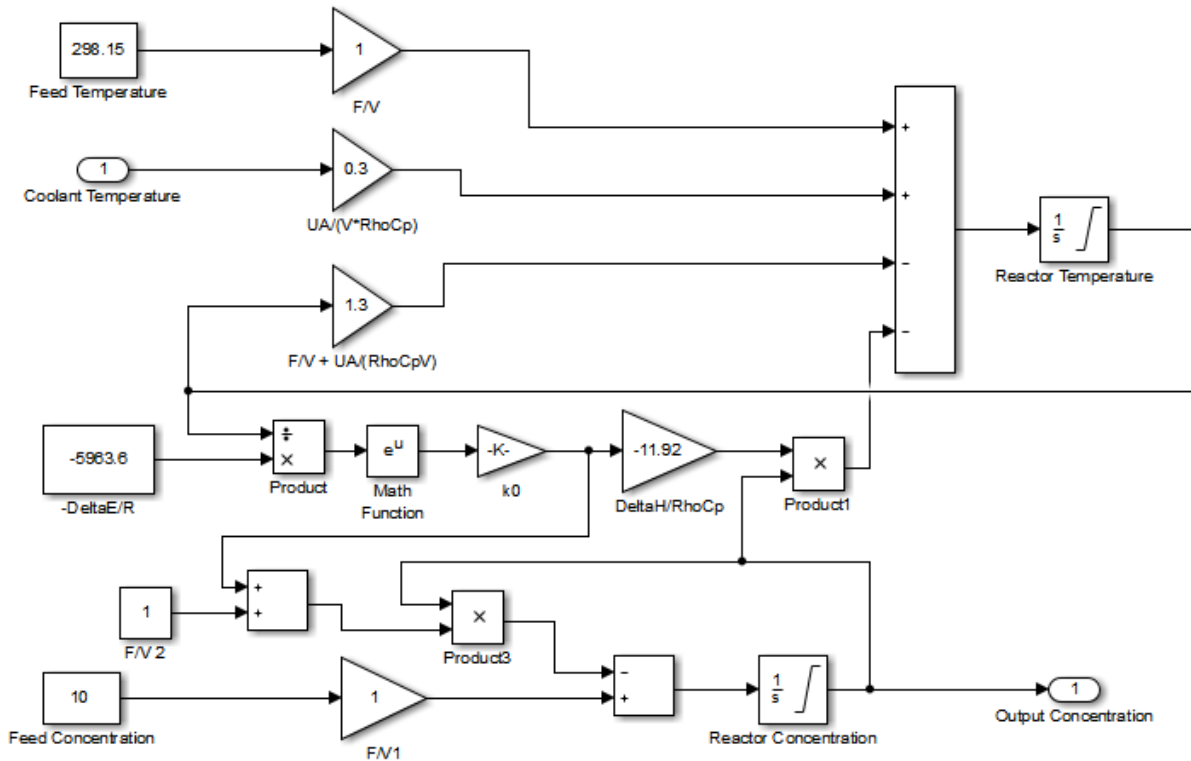 298.15
Feed Temperature
1
F/V
1
Coolant Temperature
0.3
UA/(V*RhoCp)
1.3
F/V + UA/(RhoCpV)
+
+
−
−
1
s
Reactor Temperature
-5963.6
-DeltaE/R
÷
×
Product
eu
Math
Function
-K-
k0
-11.92
DeltaH/RhoCp
×
Product1
1
F/V 2
+
+
×
Product3
10
Feed Concentration
1
F/V1
−
+
1
s
Reactor Concentration
1
Output Concentration